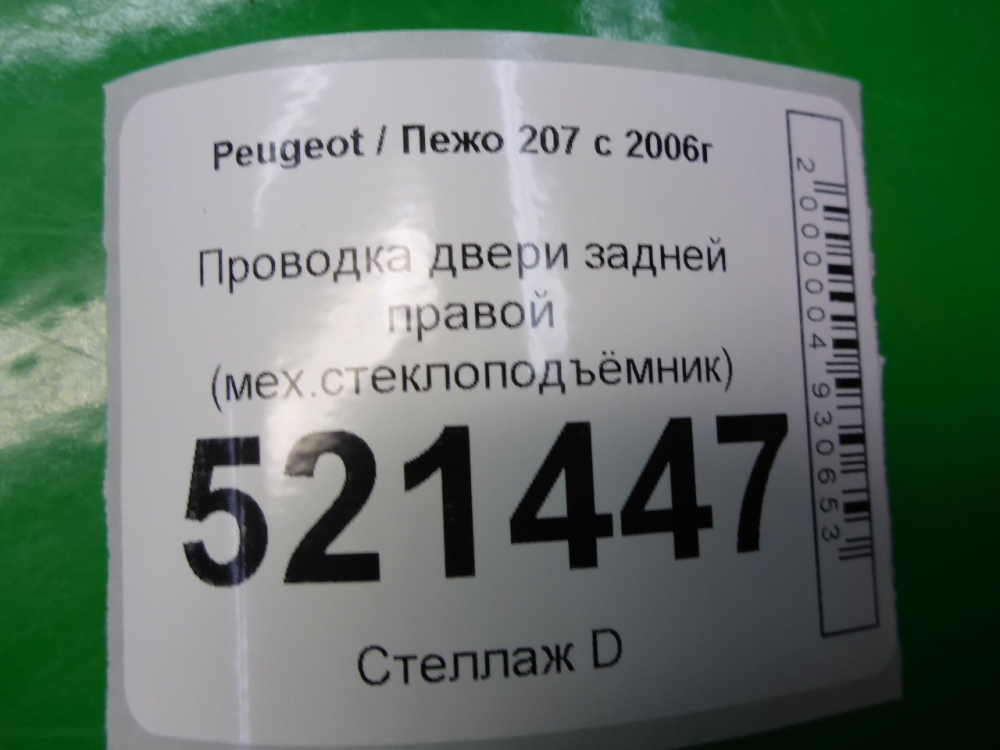 Peugeot / Пежо 207 с 2006г
Проводка двери задней
правой
(мех.стеклоподъёмник)
521447
Стеллаж D
2000004930653